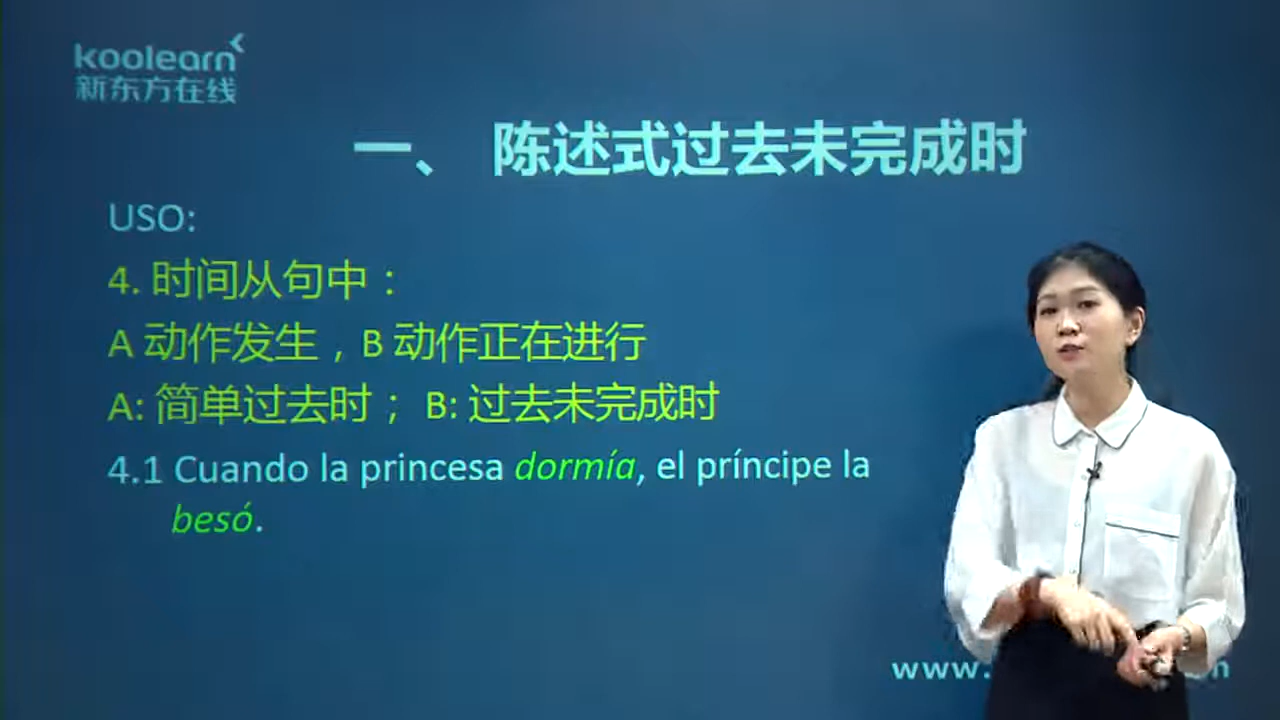 koolearn
新东方在线
一、 陈述式过去未完成时
USO:
4. 时间从句中：
A 动作发生，B 动作正在进行
A: 简单过去时； B: 过去未完成时
4.1 Cuando la princesa dormía, el príncipe la
besó.
www.